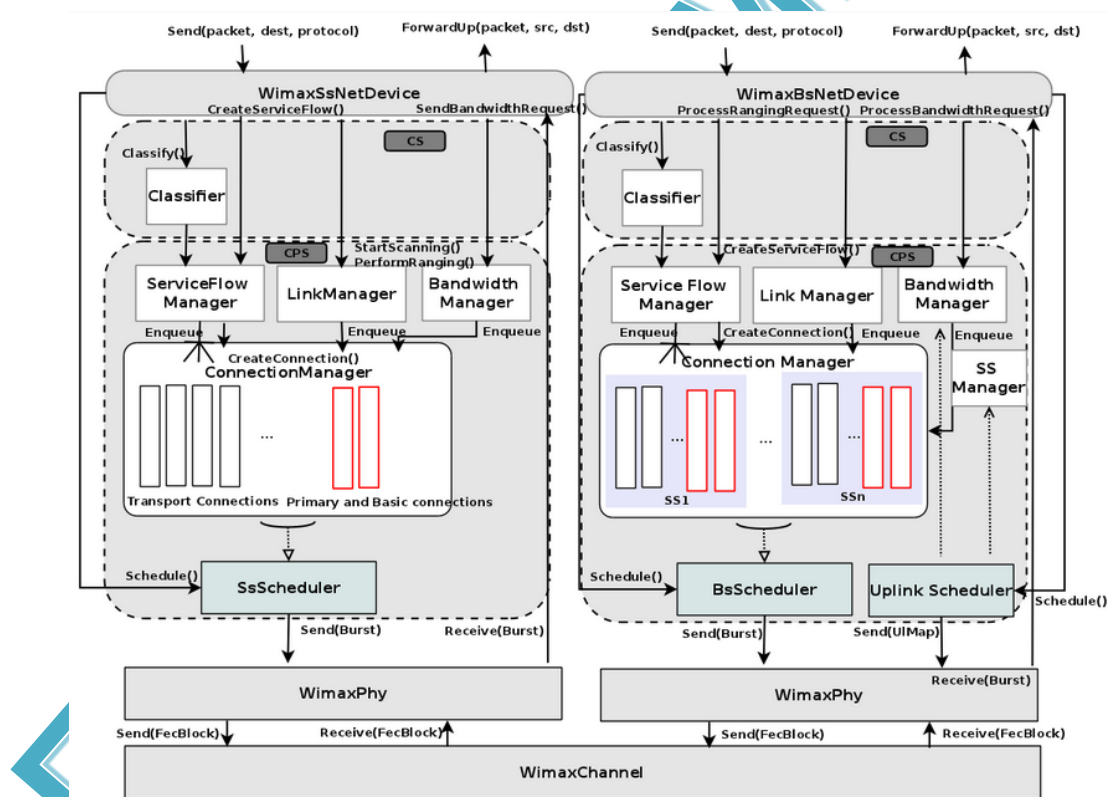 Send(packet, dest, protocol)
ForwardUp(packet, src, dst)
WimaxSsNetDevice
CreateServiceFlow()
SendBandwidthRequest()
CS
Classify()
Classifier
CPS
StartScanning()
PerformRanging()
ServiceFlow
Manager
LinkManager
Bandwidth
Manager
Enqueue
Enqueue
Enqueue
CreateConnection()
ConnectionManager
...
Transport Connections
Primary and Basic connections
Schedule()
SsScheduler
Send(Burst)
Receive(Burst)
WimaxPhy
Send(FecBlock)
Receive(FecBlock)
Send(packet, dest, protocol)
ForwardUp(packet, src, dst)
WimaxBsNetDevice
ProcessRangingRequest()
ProcessBandwidthRequest()
CS
Classify()
Classifier
CreateServiceFlow()
CPS
Service Flow
Manager
Link Manager
Bandwidth
Manager
Enqueue
CreateConnection()
Enqueue
Enqueue
Connection Manager
SS
Manager
...
...
...
SS1
SSn
Schedule()
BsScheduler
Uplink Scheduler
Schedule()
Send(Burst)
Send(UlMap)
Receive(Burst)
WimaxPhy
Send(FecBlock)
Receive(FecBlock)
WimaxChannel